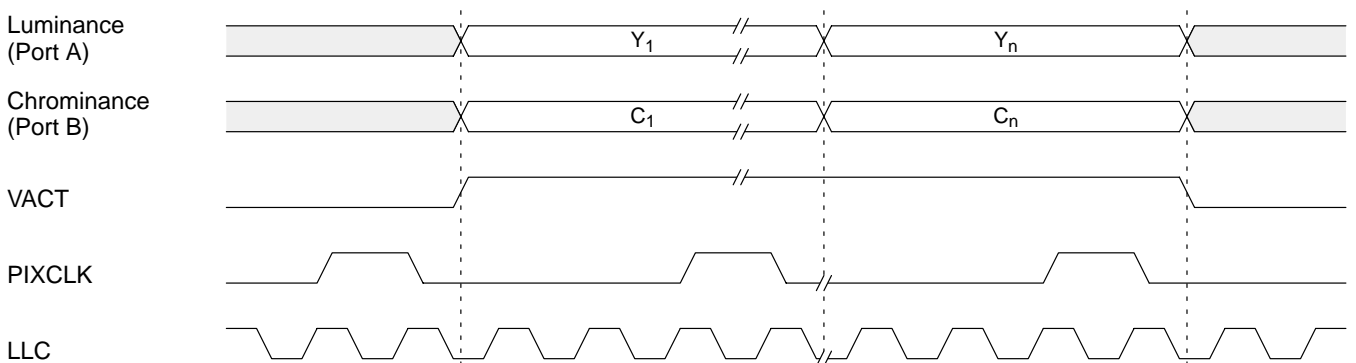 Luminance
(Port A)
Y1
Yn
Chrominance
(Port B)
C1
Cn
VACT
PIXCLK
LLC